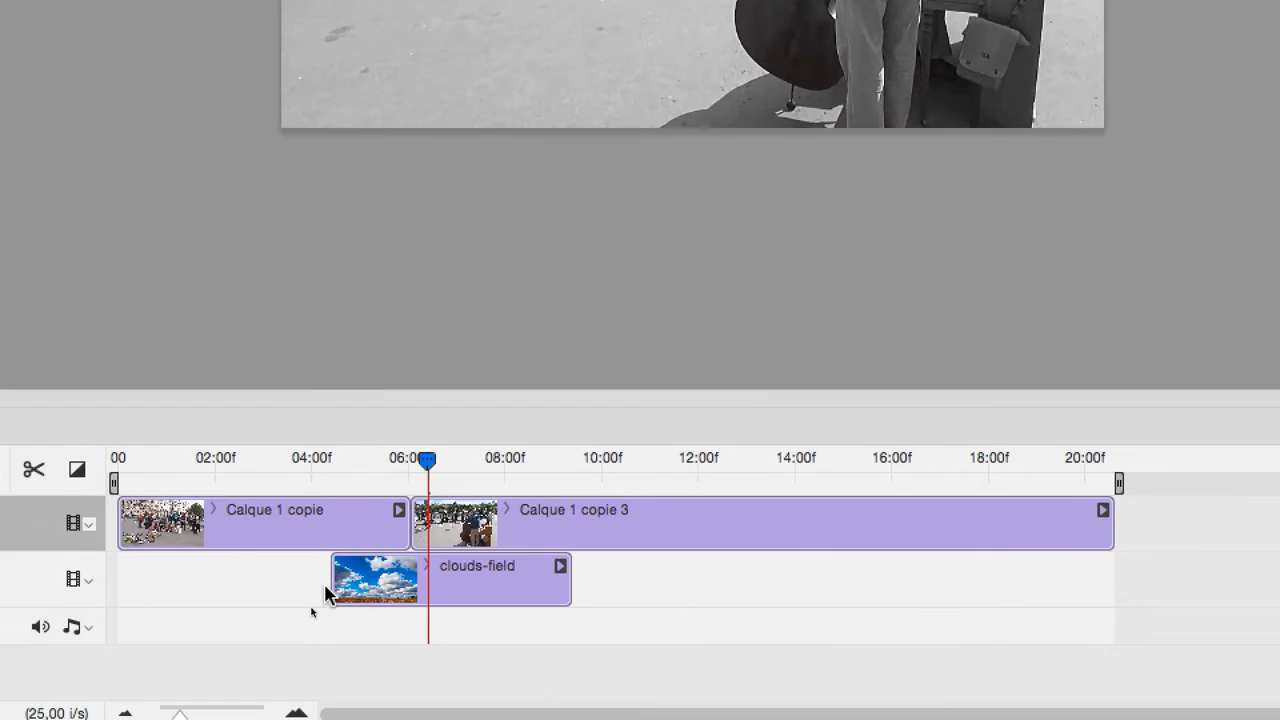 00 02:00f 04:00f 06:0 08:00f 10:00f 12:00f 14:00f 16:00f 18:00f 20:00f
Calque 1 copie Calque 1 copie 3
clouds-field
(25,00 i/s)